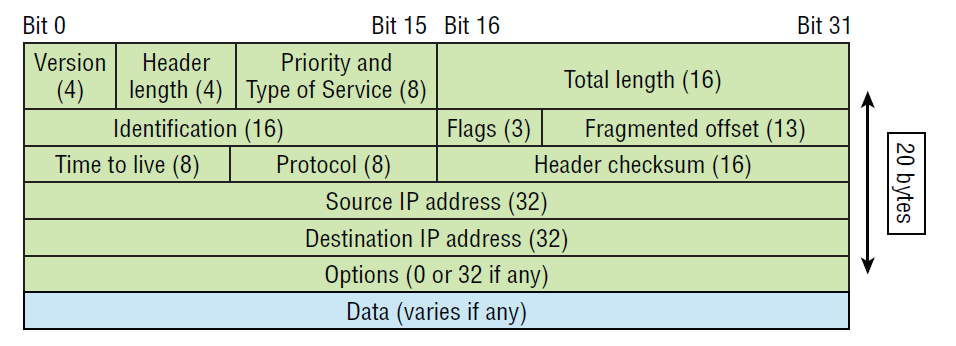 Bit 0 Bit 15 Bit 16 Bit 31
Version Header Priority and Total length (16)
(4) length (4) Type of Service (8)
Identification (16) Flags (3) Fragmented offset (13)
Time to live (8) Protocol (8) Header checksum (16)
Source IP address (32)
Destination IP address (32)
Options (0 or 32 if any)
Data (varies if any)
20 bytes